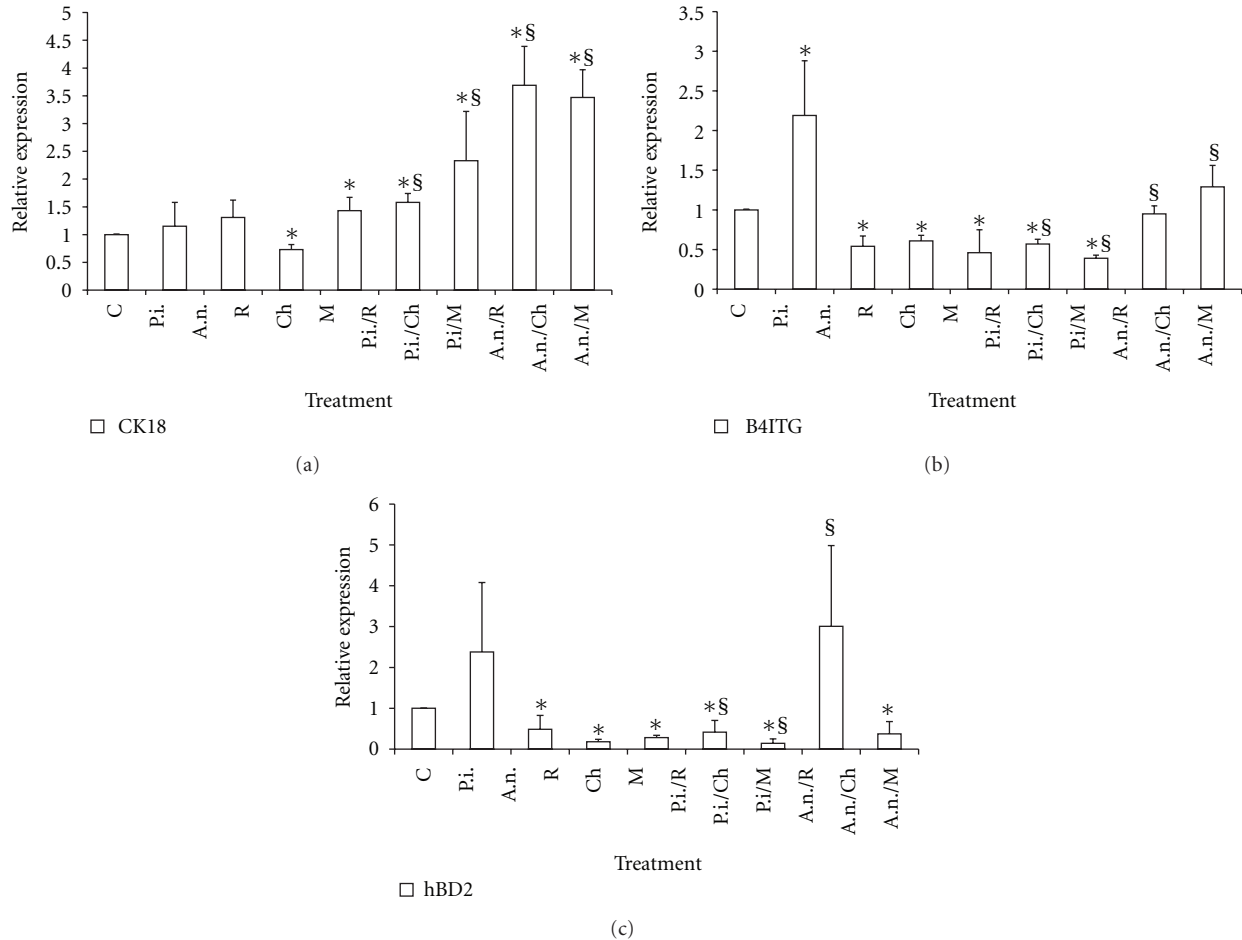 5
4.5
4
3.5
3
2.5
2
1.5
1
0.5
0
Relative expression
*
*
*§
*§
*§
*§
C
P.i.
A.n.
R
Ch
M
P.i./R
P.i./Ch
P.i/M
A.n./R
A.n./Ch
A.n./M
Treatment
CK18
(a)
3.5
3
2.5
2
1.5
1
0.5
0
Relative expression
*
*
*
*
*§
*§
§
§
C
P.i.
A.n.
R
Ch
M
P.i./R
P.i./Ch
P.i/M
A.n./R
A.n./Ch
A.n./M
Treatment
B4ITG
(b)
6
5
4
3
2
1
0
Relative expression
*
*
*
*§
*§
§
*
C
P.i.
A.n.
R
Ch
M
P.i./R
P.i./Ch
P.i/M
A.n./R
A.n./Ch
A.n./M
Treatment
hBD2
(c)